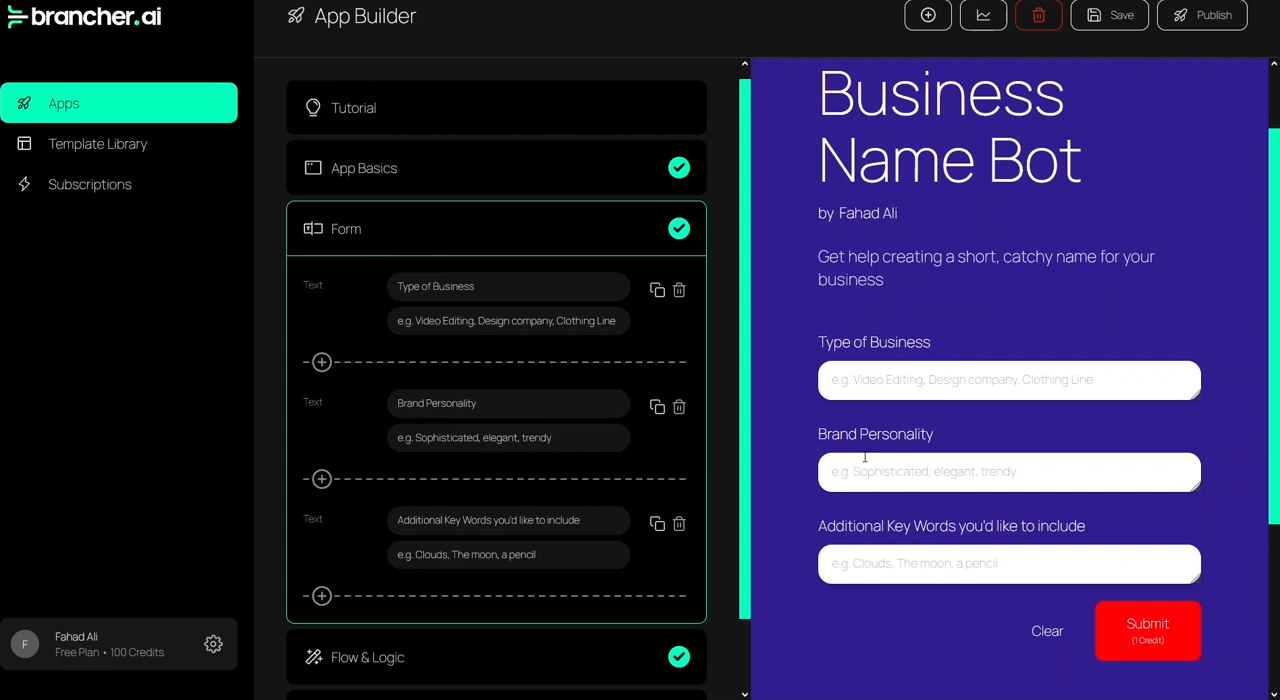 brancher.ai
App Builder
Save
Publish
Apps
Template Library
Subscriptions
F
Fahad Ali
Free Plan • 100 Credits
Tutorial
App Basics
Form
Text
Type of Business
e.g. Video Editing, Design company, Clothing Line
Text
Brand Personality
e.g. Sophisticated, elegant, trendy
Text
Additional Key Words you'd like to include
e.g. Clouds, The moon, a pencil
Flow & Logic
Business
Name Bot
by Fahad Ali
Get help creating a short, catchy name for your
business
Type of Business
e.g. Video Editing, Design company, Clothing Line
Brand Personality
e.g. Sophisticated, elegant, trendy
Additional Key Words you'd like to include
e.g. Clouds, The moon, a pencil
Clear
Submit
(1 Credit)